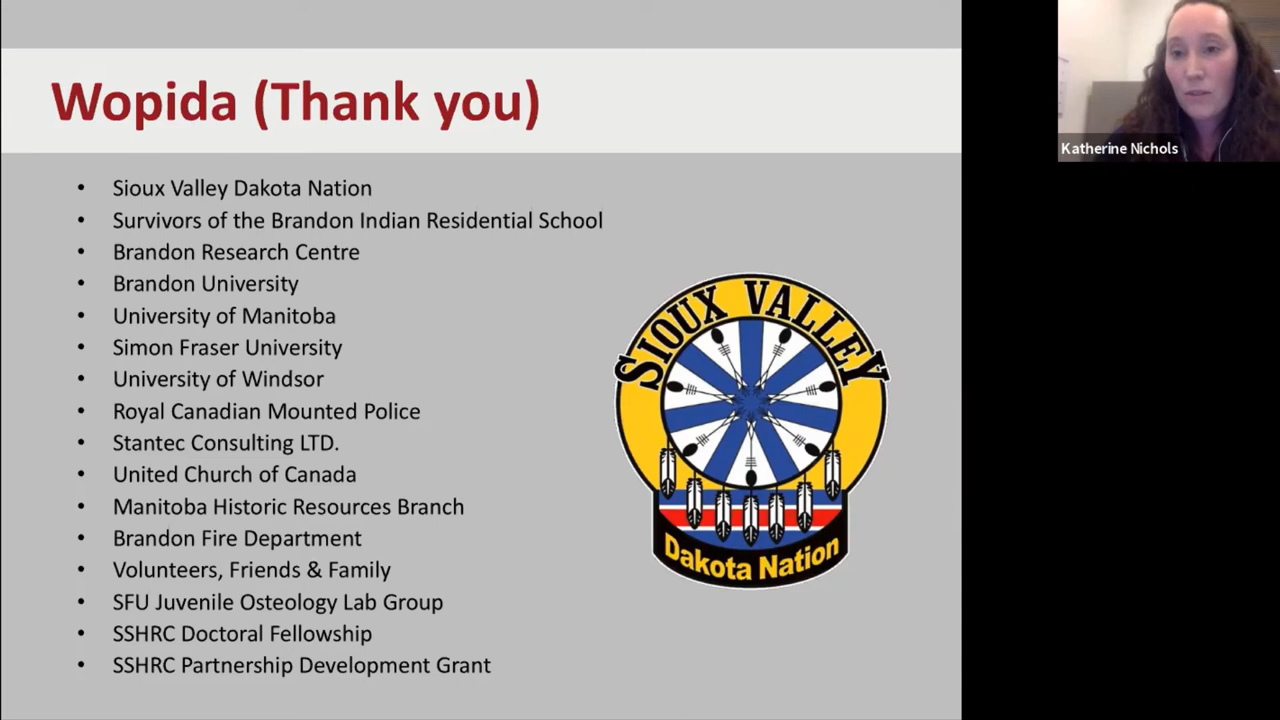 Wopida (Thank you)
• Sioux Valley Dakota Nation
• Survivors of the Brandon Indian Residential School
• Brandon Research Centre
• Brandon University
• University of Manitoba
• Simon Fraser University
• University of Windsor
• Royal Canadian Mounted Police
• Stantec Consulting LTD.
• United Church of Canada
• Manitoba Historic Resources Branch
• Brandon Fire Department
• Volunteers, Friends & Family
• SFU Juvenile Osteology Lab Group
• SSHRC Doctoral Fellowship
• SSHRC Partnership Development Grant
SIOUX VALLEY
Dakota Nation
Katherine Nichols